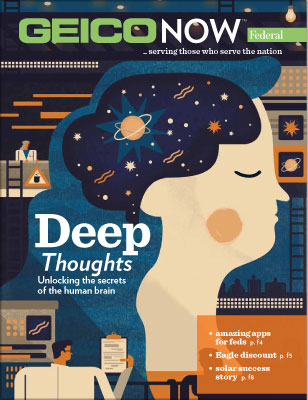 GEICO NOW™ Federal
... serving those who serve the nation
Deep
Thoughts
Unlocking the secrets
of the human brain
• amazing apps
for feds p. F4
• Eagle discount p. F5
• solar success
story p. F6